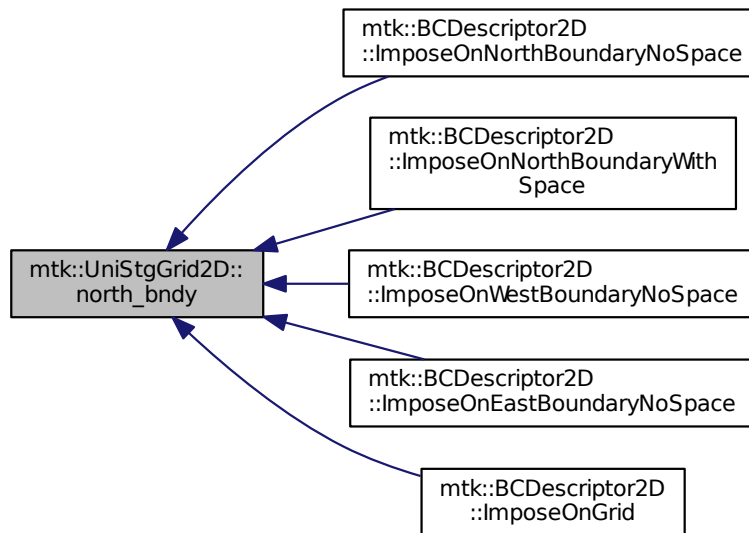 mtk::BCDescriptor2D
::ImposeOnNorthBoundaryNoSpace
mtk::BCDescriptor2D
::ImposeOnNorthBoundaryWith
Space
mtk::UniStgGrid2D::
north_bndy
mtk::BCDescriptor2D
::ImposeOnWestBoundaryNoSpace
mtk::BCDescriptor2D
::ImposeOnEastBoundaryNoSpace
mtk::BCDescriptor2D
::ImposeOnGrid